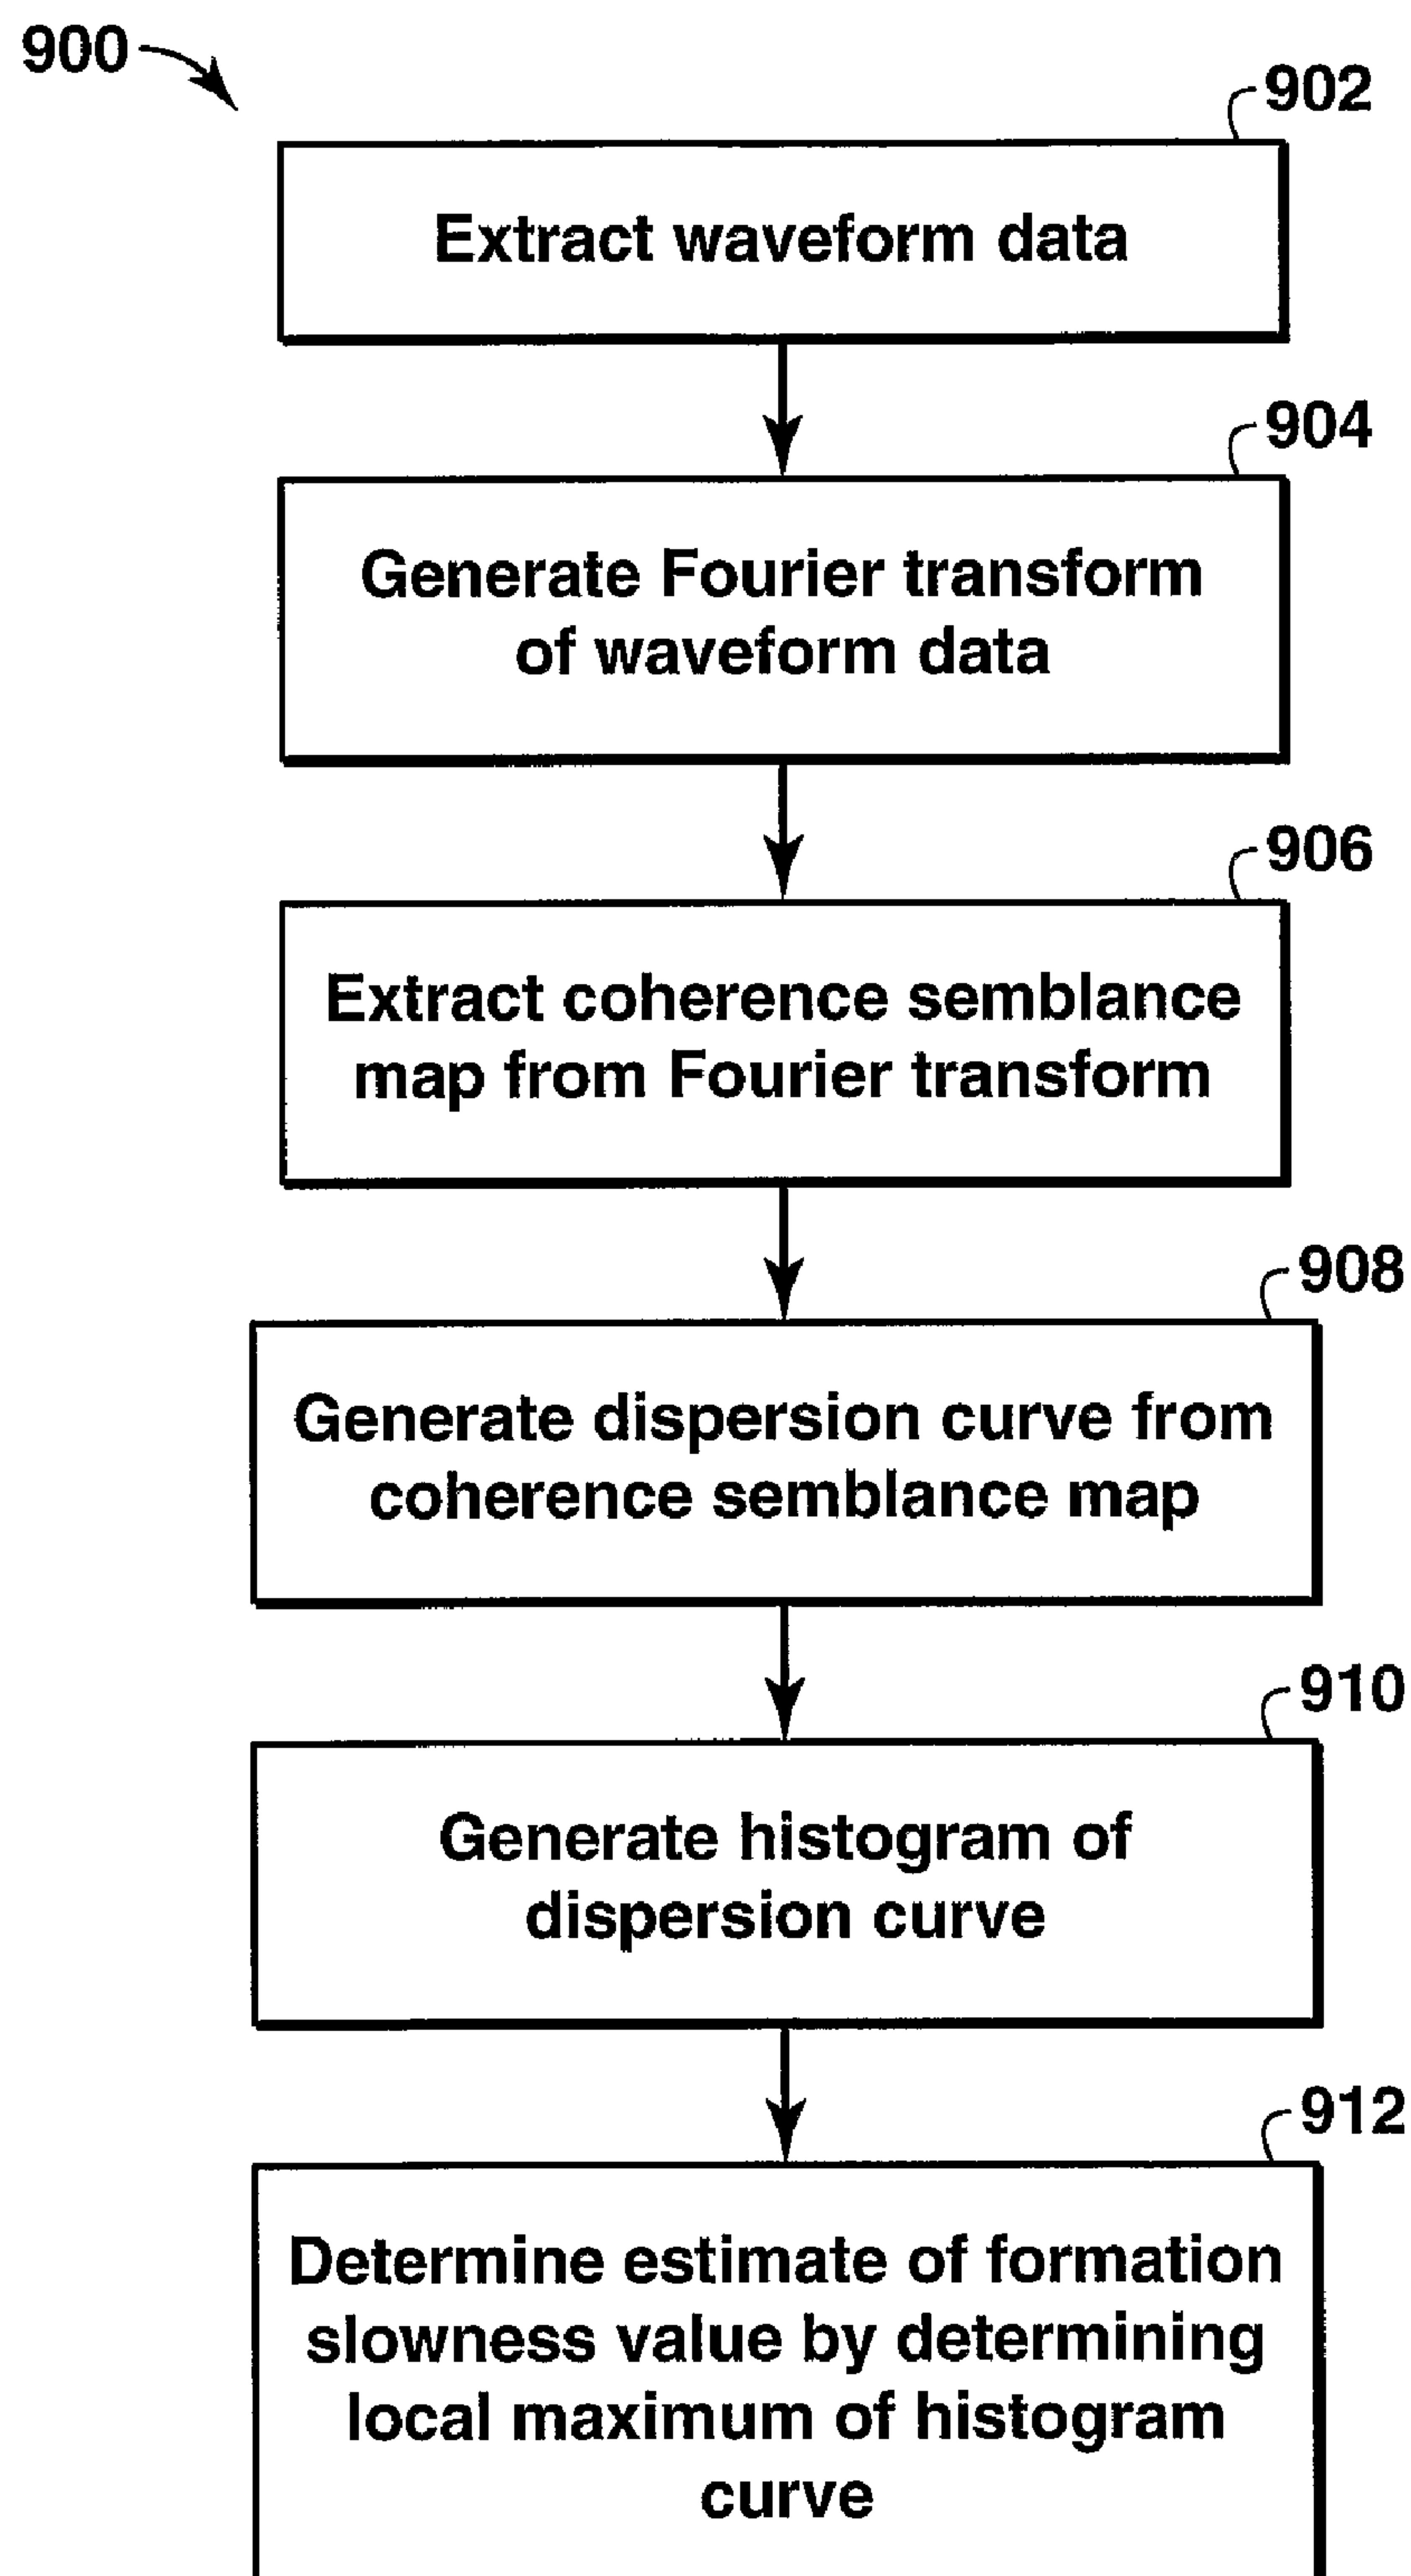 900
902
Extract waveform data
904
Generate Fourier transform
of waveform data
906
Extract coherence semblance
map from Fourier transform
908
Generate dispersion curve from
coherence semblance map
910
Generate histogram of
dispersion curve
912
Determine estimate of formation
slowness value by determining
local maximum of histogram
curve